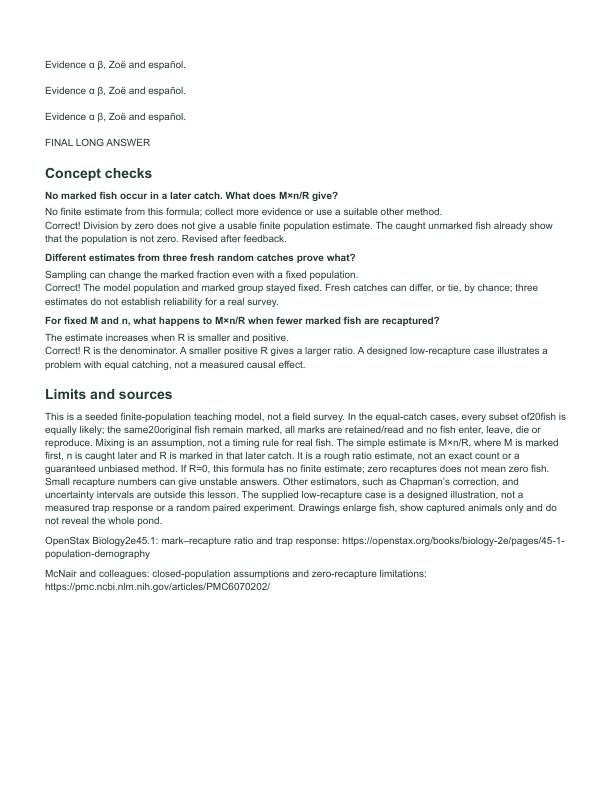 Evidence α β, Zoë and español.
Evidence α β, Zoë and español.
Evidence α β, Zoë and español.
FINAL LONG ANSWER
Concept checks
No marked fish occur in a later catch. What does M×n/R give?
No finite estimate from this formula; collect more evidence or use a suitable other method.
Correct! Division by zero does not give a usable finite population estimate. The caught unmarked fish already show
that the population is not zero. Revised after feedback.
Different estimates from three fresh random catches prove what?
Sampling can change the marked fraction even with a fixed population.
Correct! The model population and marked group stayed fixed. Fresh catches can differ, or tie, by chance; three
estimates do not establish reliability for a real survey.
For fixed M and n, what happens to M×n/R when fewer marked fish are recaptured?
The estimate increases when R is smaller and positive.
Correct! R is the denominator. A smaller positive R gives a larger ratio. A designed low-recapture case illustrates a
problem with equal catching, not a measured causal effect.
Limits and sources
This is a seeded finite-population teaching model, not a field survey. In the equal-catch cases, every subset of20fish is
equally likely; the same20original fish remain marked, all marks are retained/read and no fish enter, leave, die or
reproduce. Mixing is an assumption, not a timing rule for real fish. The simple estimate is M×n/R, where M is marked
first, n is caught later and R is marked in that later catch. It is a rough ratio estimate, not an exact count or a
guaranteed unbiased method. If R=0, this formula has no finite estimate; zero recaptures does not mean zero fish.
Small recapture numbers can give unstable answers. Other estimators, such as Chapman's correction, and
uncertainty intervals are outside this lesson. The supplied low-recapture case is a designed illustration, not a
measured trap response or a random paired experiment. Drawings enlarge fish, show captured animals only and do
not reveal the whole pond.
OpenStax Biology2e45.1: mark–recapture ratio and trap response: https://openstax.org/books/biology-2e/pages/45-1-
population-demography
McNair and colleagues: closed-population assumptions and zero-recapture limitations:
https://pmc.ncbi.nlm.nih.gov/articles/PMC6070202/